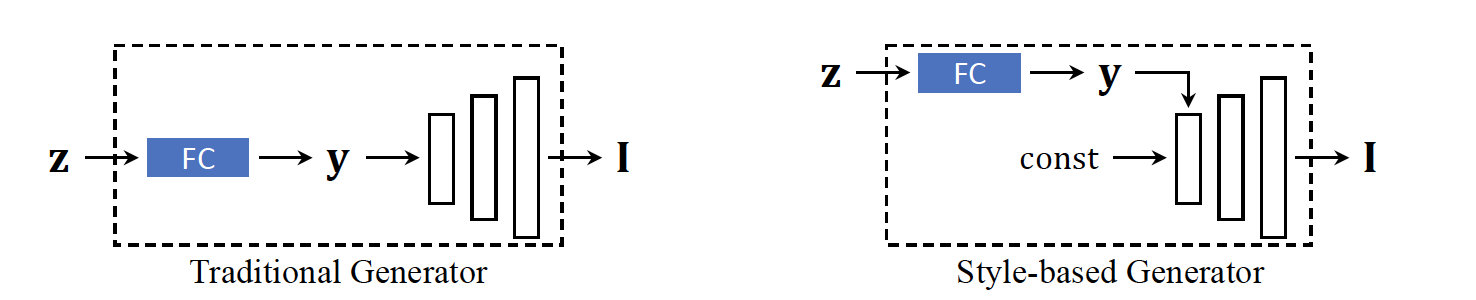 z FC y I
Traditional Generator
z FC y
const I
Style-based Generator